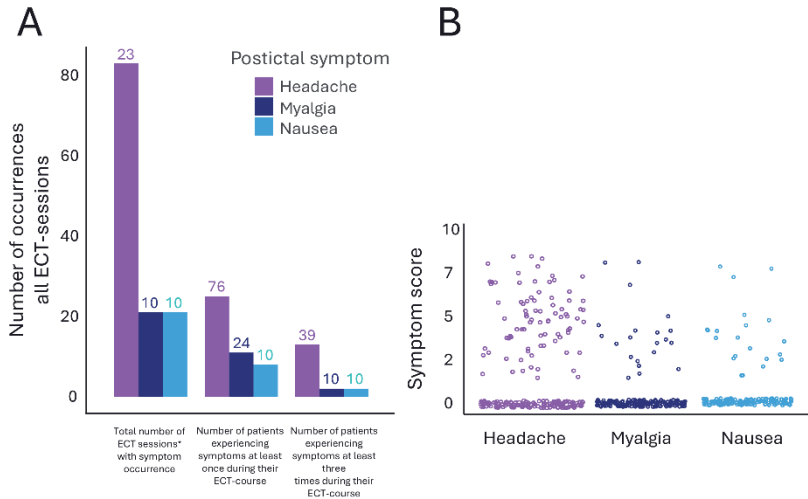 A
Number of occurrences
all ECT-sessions
80
60
40
20
0
23
10
10
76
24
10
39
10
10
Postictal symptom
Headache
Myalgia
Nausea
Total number of
ECT sessions*
with symptom
occurrence
Number of patients
experiencing
symptoms at least
once during their
ECT-course
Number of patients
experiencing
symptoms at least
three
times during their
ECT-course
B
Symptom score
10
7
5
2
0
Headache
Myalgia
Nausea